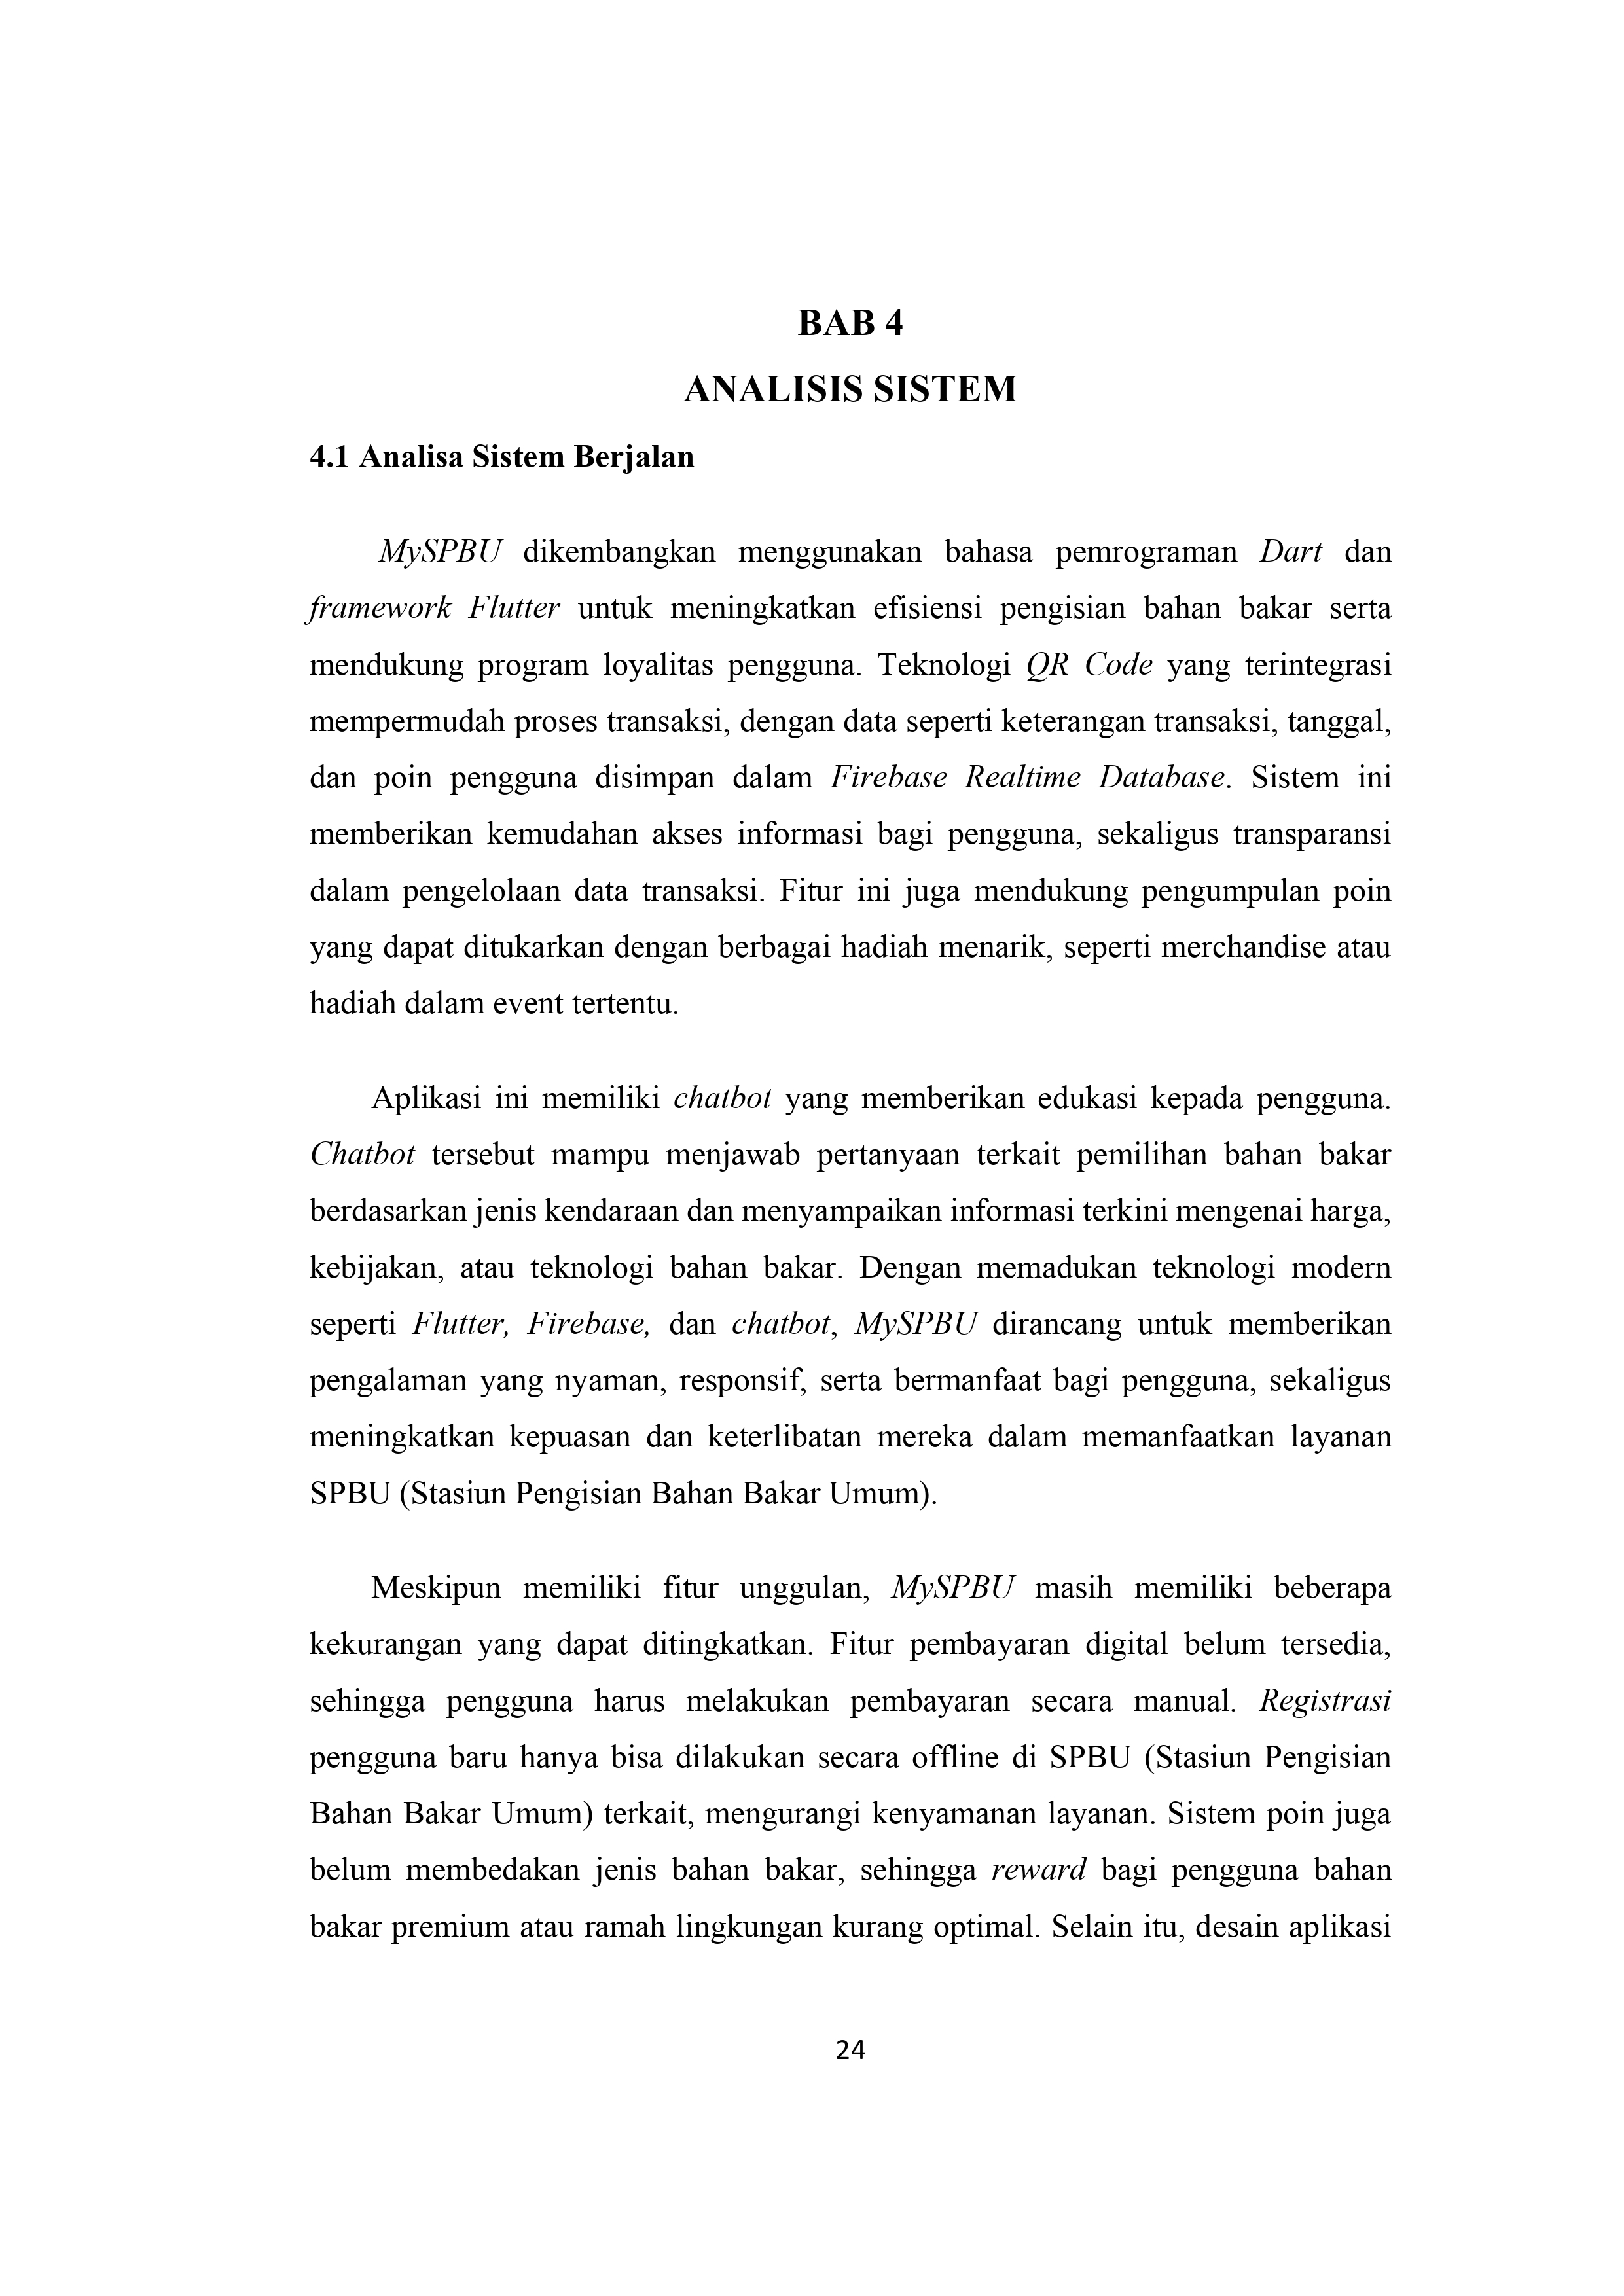 BAB 4
ANALISIS SISTEM
4.1 Analisa Sistem Berjalan
MySPBU dikembangkan menggunakan bahasa pemrograman Dart dan
framework Flutter untuk meningkatkan efisiensi pengisian bahan bakar serta
mendukung program loyalitas pengguna. Teknologi QR Code yang terintegrasi
mempermudah proses transaksi, dengan data seperti keterangan transaksi, tanggal,
dan poin pengguna disimpan dalam Firebase Realtime Database. Sistem ini
memberikan kemudahan akses informasi bagi pengguna, sekaligus transparansi
dalam pengelolaan data transaksi. Fitur ini juga mendukung pengumpulan poin
yang dapat ditukarkan dengan berbagai hadiah menarik, seperti merchandise atau
hadiah dalam event tertentu.
Aplikasi ini memiliki chatbot yang memberikan edukasi kepada pengguna.
Chatbot tersebut mampu menjawab pertanyaan terkait pemilihan bahan bakar
berdasarkan jenis kendaraan dan menyampaikan informasi terkini mengenai harga,
kebijakan, atau teknologi bahan bakar. Dengan memadukan teknologi modern
seperti Flutter, Firebase, dan chatbot, MySPBU dirancang untuk memberikan
pengalaman yang nyaman, responsif, serta bermanfaat bagi pengguna, sekaligus
meningkatkan kepuasan dan keterlibatan mereka dalam memanfaatkan layanan
SPBU (Stasiun Pengisian Bahan Bakar Umum).
Meskipun memiliki fitur unggulan, MySPBU masih memiliki beberapa
kekurangan yang dapat ditingkatkan. Fitur pembayaran digital belum tersedia,
sehingga pengguna harus melakukan pembayaran secara manual. Registrasi
pengguna baru hanya bisa dilakukan secara offline di SPBU (Stasiun Pengisian
Bahan Bakar Umum) terkait, mengurangi kenyamanan layanan. Sistem poin juga
belum membedakan jenis bahan bakar, sehingga reward bagi pengguna bahan
bakar premium atau ramah lingkungan kurang optimal. Selain itu, desain aplikasi
24